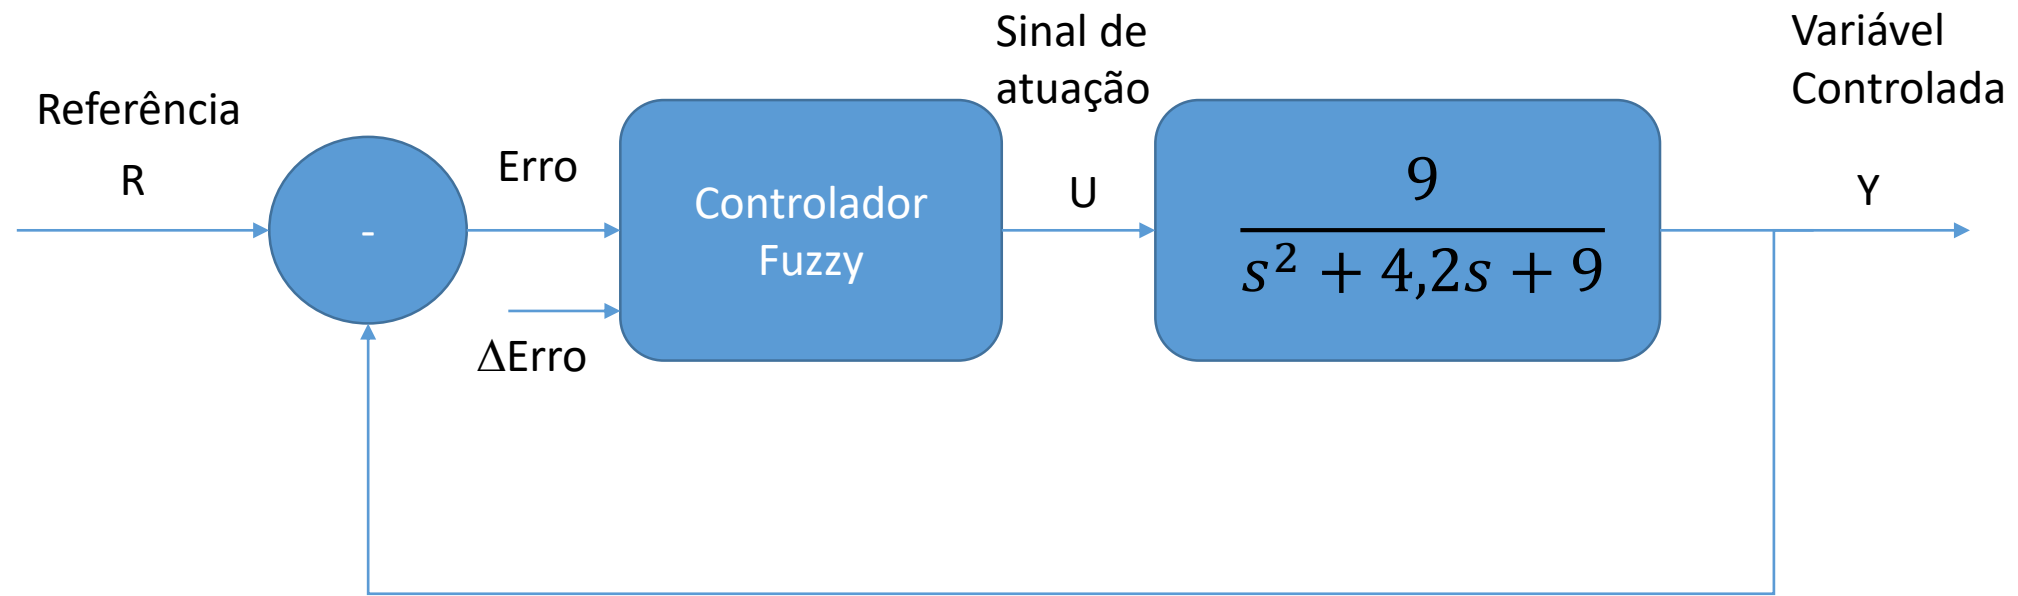 Referência
R
-
Erro
ΔErro
Controlador
Fuzzy
Sinal de
atuação
U
9
s² + 4,2s + 9
Variável
Controlada
Y